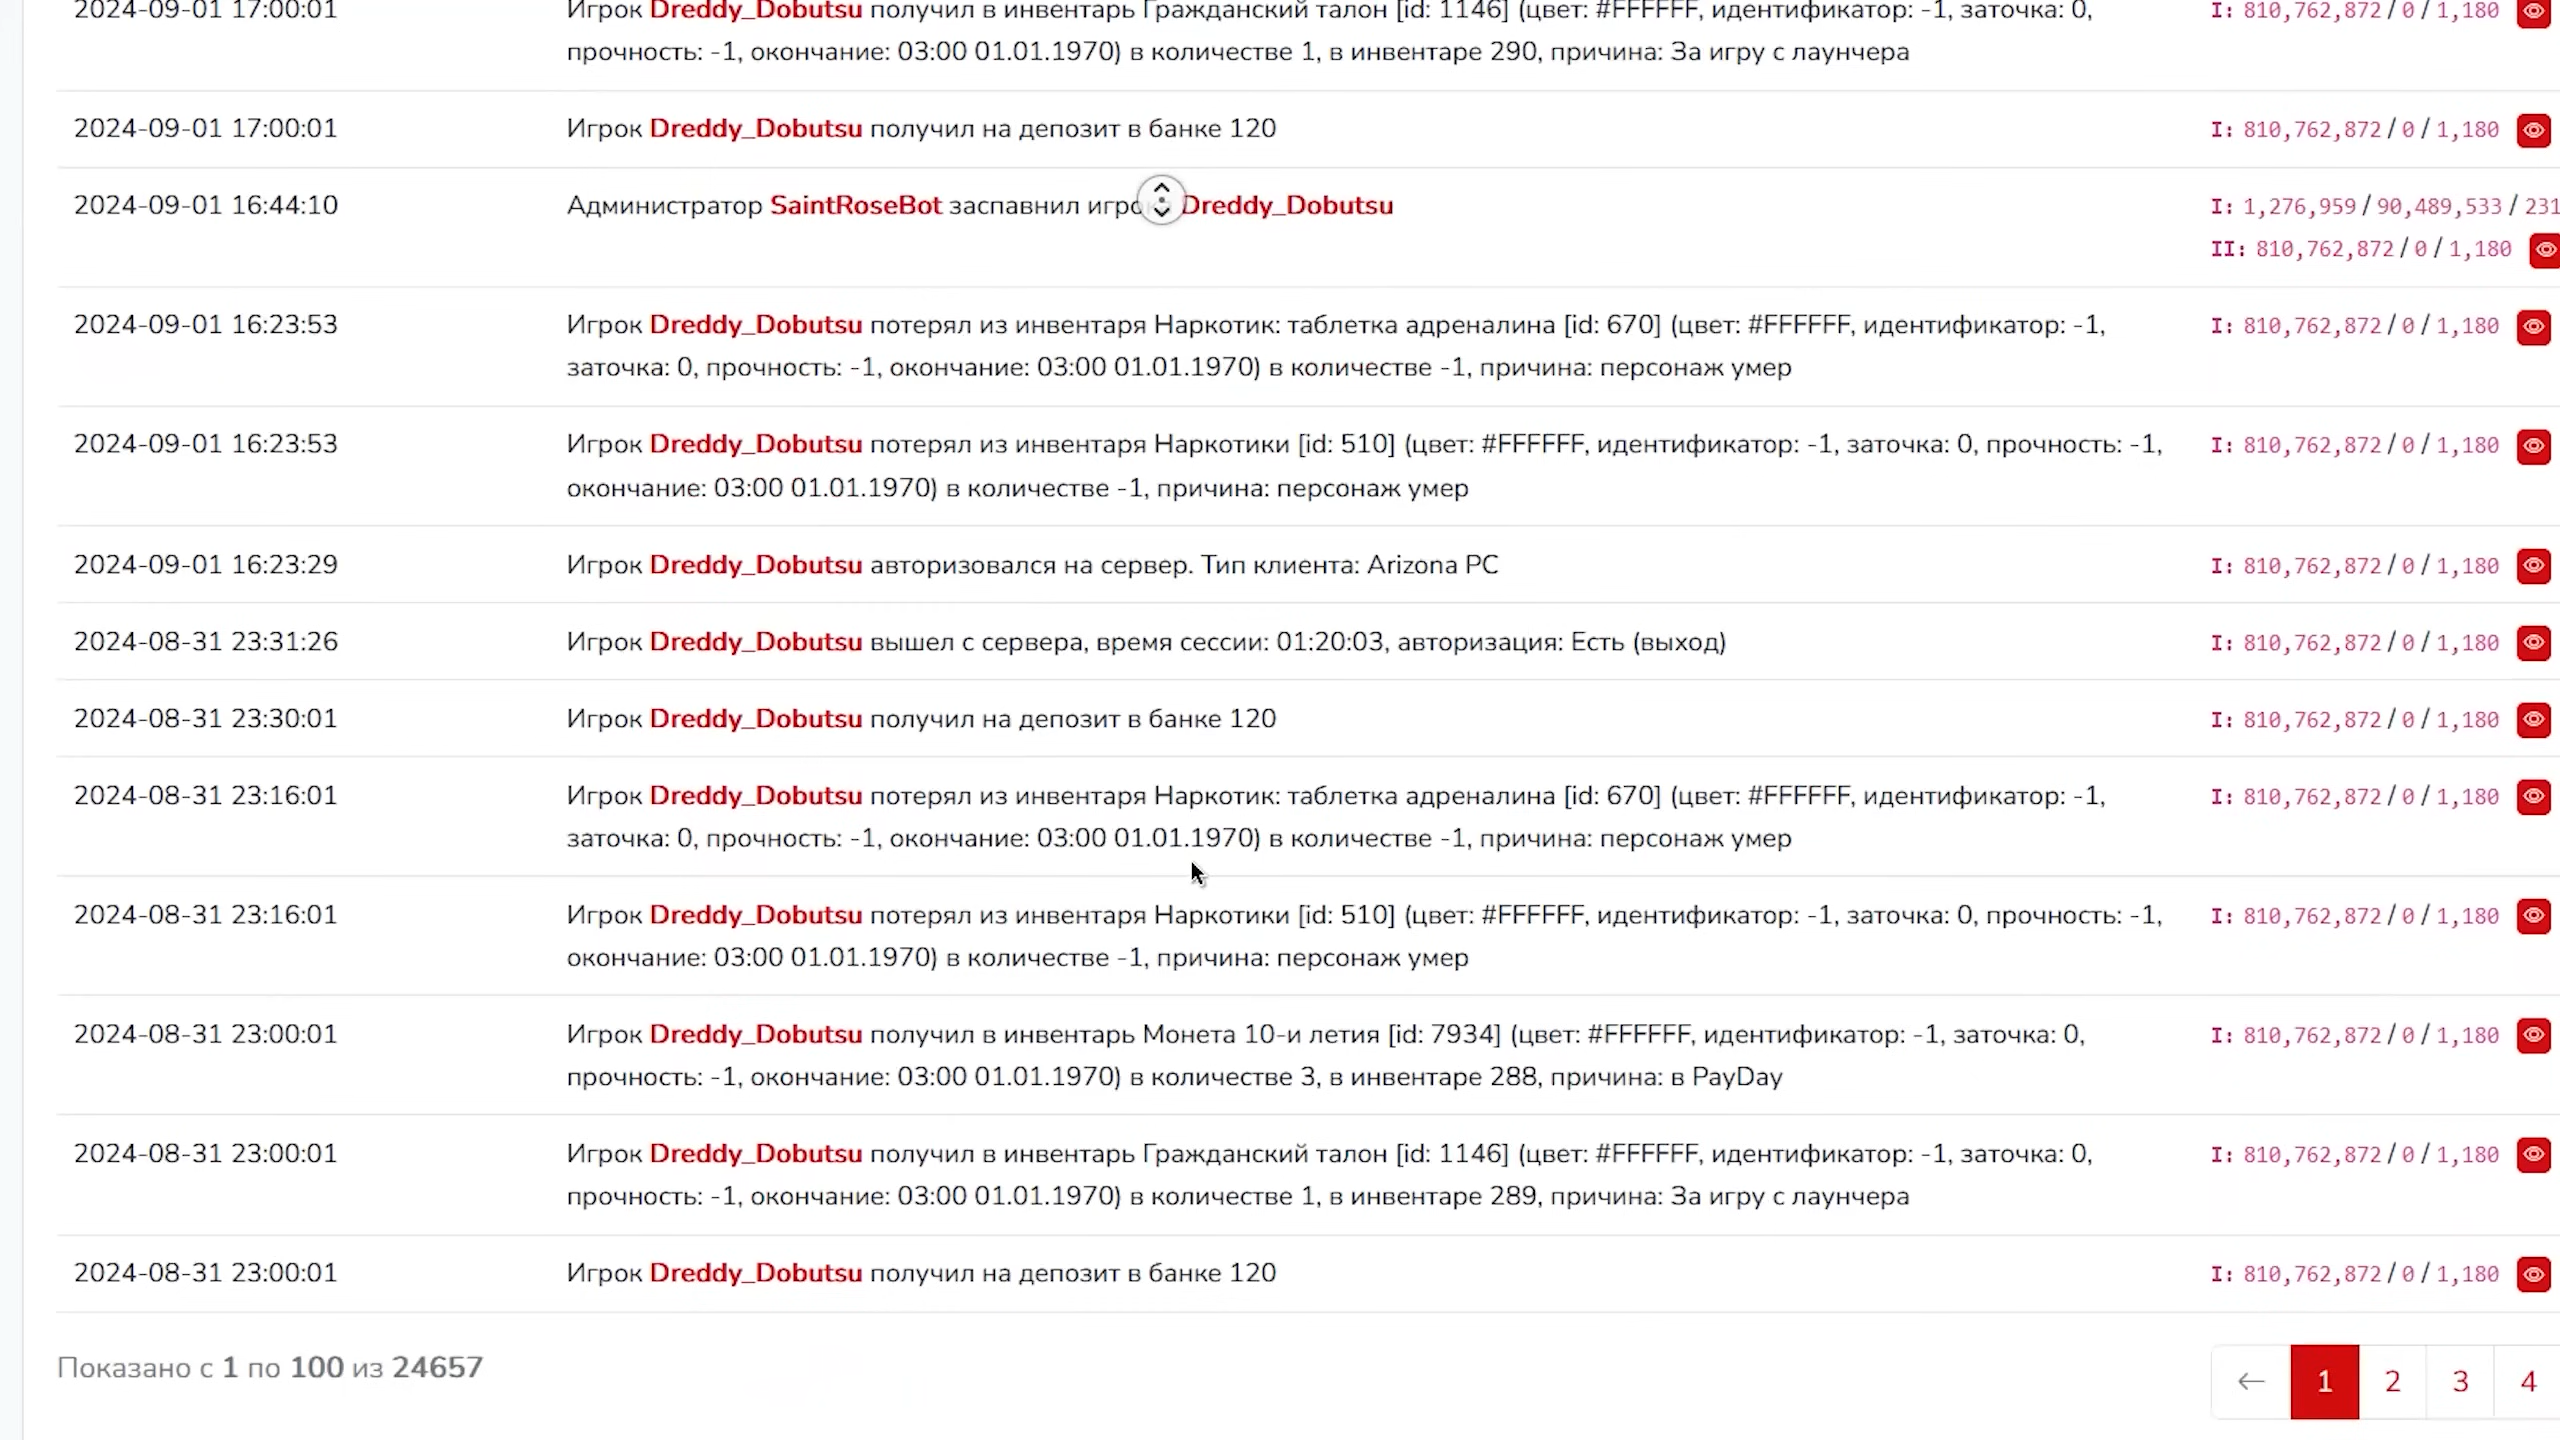 2024-09-01 17:00:01
Игрок Dreddy_Dobutsu получил в инвентарь Гражданский талон [id: 1146] (цвет: #FFFFFF, идентификатор: -1, заточка: 0,
прочность: -1, окончание: 03:00 01.01.1970) в количестве 1, в инвентаре 290, причина: За игру с лаунчера
I: 810,762,872 / 0 / 1,180
2024-09-01 17:00:01
Игрок Dreddy_Dobutsu получил на депозит в банке 120
I: 810,762,872 / 0 / 1,180
2024-09-01 16:44:10
Администратор SaintRoseBot заспавнил игро Dreddy_Dobutsu
I: 1,276,959 / 90,489,533 / 231
II: 810,762,872 / 0 / 1,180
2024-09-01 16:23:53
Игрок Dreddy_Dobutsu потерял из инвентаря Наркотик: таблетка адреналина [id: 670] (цвет: #FFFFFF, идентификатор: -1,
заточка: 0, прочность: -1, окончание: 03:00 01.01.1970) в количестве -1, причина: персонаж умер
I: 810,762,872 / 0 / 1,180
2024-09-01 16:23:53
Игрок Dreddy_Dobutsu потерял из инвентаря Наркотики [id: 510] (цвет: #FFFFFF, идентификатор: -1, заточка: 0, прочность: -1,
окончание: 03:00 01.01.1970) в количестве -1, причина: персонаж умер
I: 810,762,872 / 0 / 1,180
2024-09-01 16:23:29
Игрок Dreddy_Dobutsu авторизовался на сервер. Тип клиента: Arizona PC
I: 810,762,872 / 0 / 1,180
2024-08-31 23:31:26
Игрок Dreddy_Dobutsu вышел с сервера, время сессии: 01:20:03, авторизация: Есть (выход)
I: 810,762,872 / 0 / 1,180
2024-08-31 23:30:01
Игрок Dreddy_Dobutsu получил на депозит в банке 120
I: 810,762,872 / 0 / 1,180
2024-08-31 23:16:01
Игрок Dreddy_Dobutsu потерял из инвентаря Наркотик: таблетка адреналина [id: 670] (цвет: #FFFFFF, идентификатор: -1,
заточка: 0, прочность: -1, окончание: 03:00 01.01.1970) в количестве -1, причина: персонаж умер
I: 810,762,872 / 0 / 1,180
2024-08-31 23:16:01
Игрок Dreddy_Dobutsu потерял из инвентаря Наркотики [id: 510] (цвет: #FFFFFF, идентификатор: -1, заточка: 0, прочность: -1,
окончание: 03:00 01.01.1970) в количестве -1, причина: персонаж умер
I: 810,762,872 / 0 / 1,180
2024-08-31 23:00:01
Игрок Dreddy_Dobutsu получил в инвентарь Монета 10-и летия [id: 7934] (цвет: #FFFFFF, идентификатор: -1, заточка: 0,
прочность: -1, окончание: 03:00 01.01.1970) в количестве 3, в инвентаре 288, причина: в PayDay
I: 810,762,872 / 0 / 1,180
2024-08-31 23:00:01
Игрок Dreddy_Dobutsu получил в инвентарь Гражданский талон [id: 1146] (цвет: #FFFFFF, идентификатор: -1, заточка: 0,
прочность: -1, окончание: 03:00 01.01.1970) в количестве 1, в инвентаре 289, причина: За игру с лаунчера
I: 810,762,872 / 0 / 1,180
2024-08-31 23:00:01
Игрок Dreddy_Dobutsu получил на депозит в банке 120
I: 810,762,872 / 0 / 1,180
Показано с 1 по 100 из 24657
← 1 2 3 4